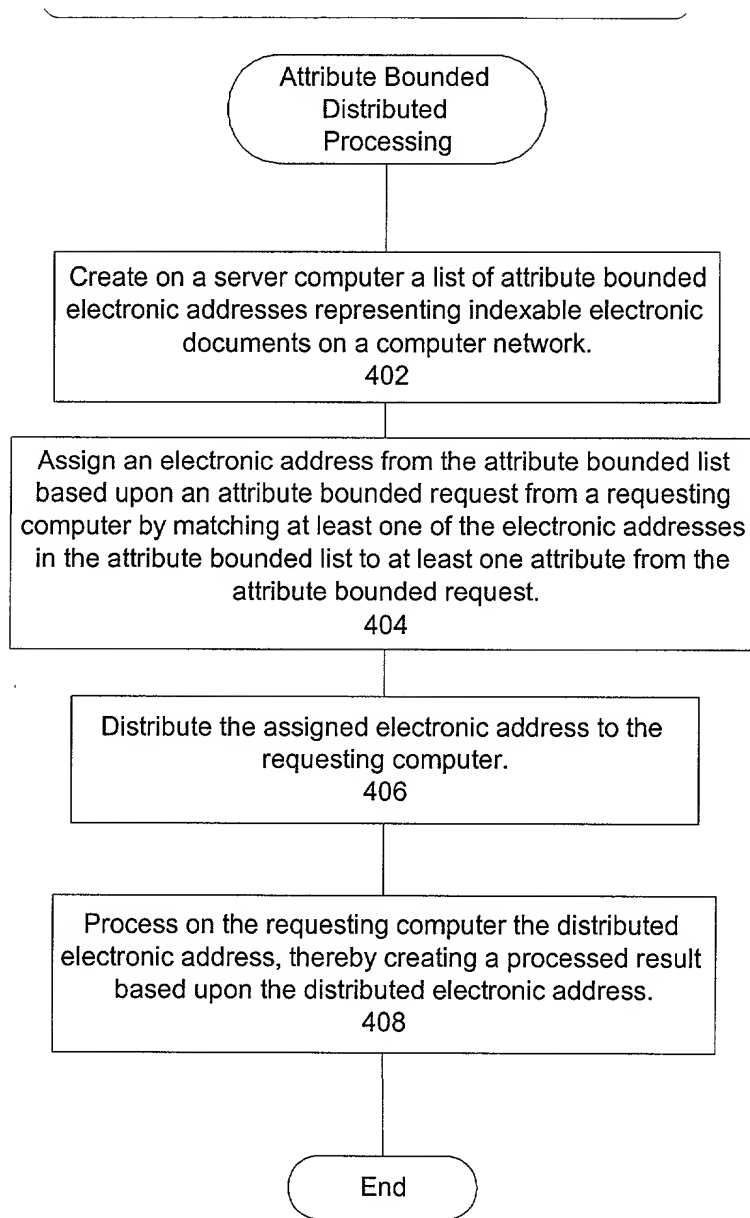 Attribute Bounded
Distributed
Processing
Create on a server computer a list of attribute bounded
electronic addresses representing indexable electronic
documents on a computer network.
402
Assign an electronic address from the attribute bounded list
based upon an attribute bounded request from a requesting
computer by matching at least one of the electronic addresses
in the attribute bounded list to at least one attribute from the
attribute bounded request.
404
Distribute the assigned electronic address to the
requesting computer.
406
Process on the requesting computer the distributed
electronic address, thereby creating a processed result
based upon the distributed electronic address.
408
End